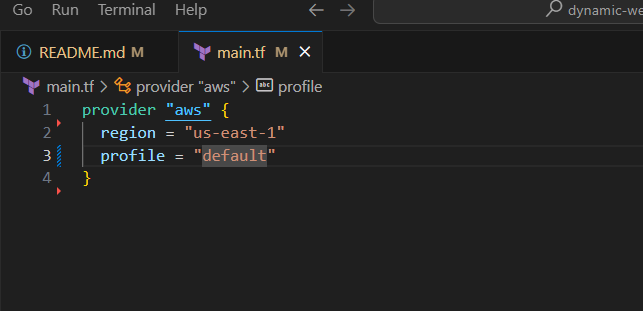 Go Run Terminal Help
dynamic-we
README.md M
main.tf M
main.tf > provider "aws" > abc profile
1 provider "aws" {
2 region = "us-east-1"
3 profile = "default"
4 }